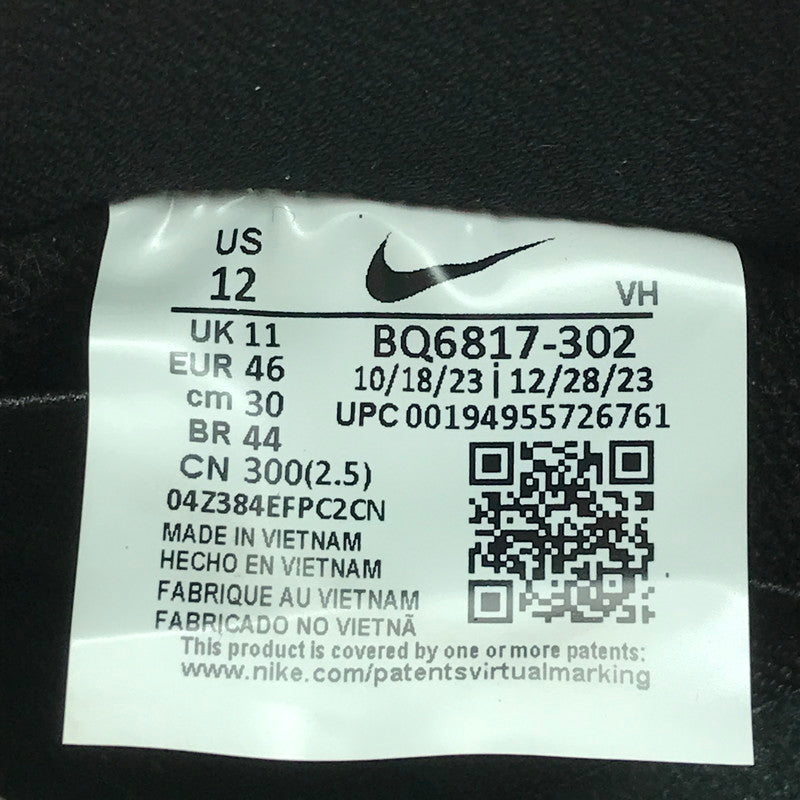 US
12
VH
UK 11
EUR 46
cm 30
BR 44
CN 300(2.5)
BQ6817-302
10/18/23 | 12/28/23
UPC 00194955726761
04Z384EFPC2CN
MADE IN VIETNAM
HECHO EN VIETNAM
FABRIQUE AU VIETNAM
FABRICADO NO VIETNÃ
This product is covered by one or more patents:
www.nike.com/patentsvirtualmarking